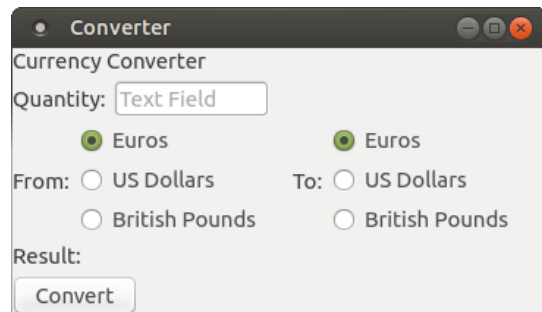 Converter
Currency Converter
Quantity: Text Field
Euros Euros
From: US Dollars To: US Dollars
British Pounds British Pounds
Result:
Convert